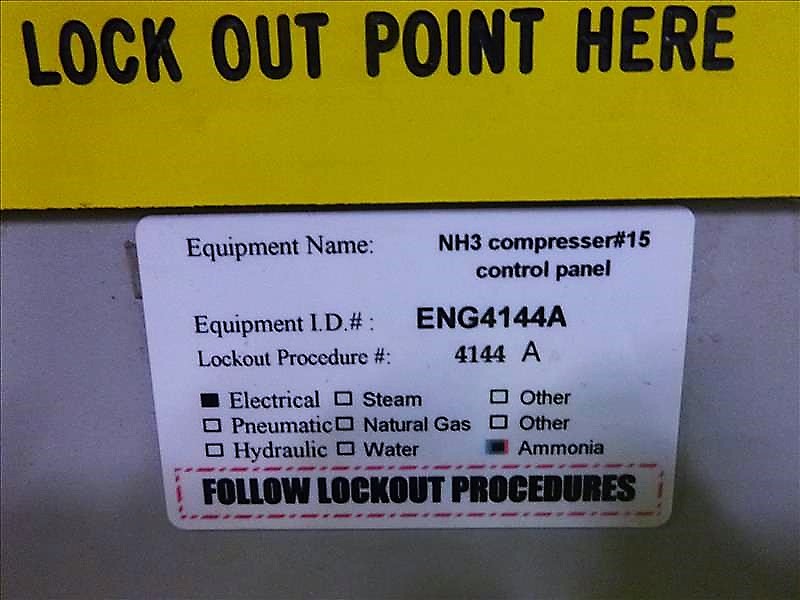 LOCK OUT POINT HERE
Equipment Name: NH3 compresser#15
control panel
Equipment I.D.# : ENG4144A
Lockout Procedure #: 4144 A
Electrical Steam Other
Pneumatic Natural Gas Other
Hydraulic Water Ammonia
FOLLOW LOCKOUT PROCEDURES